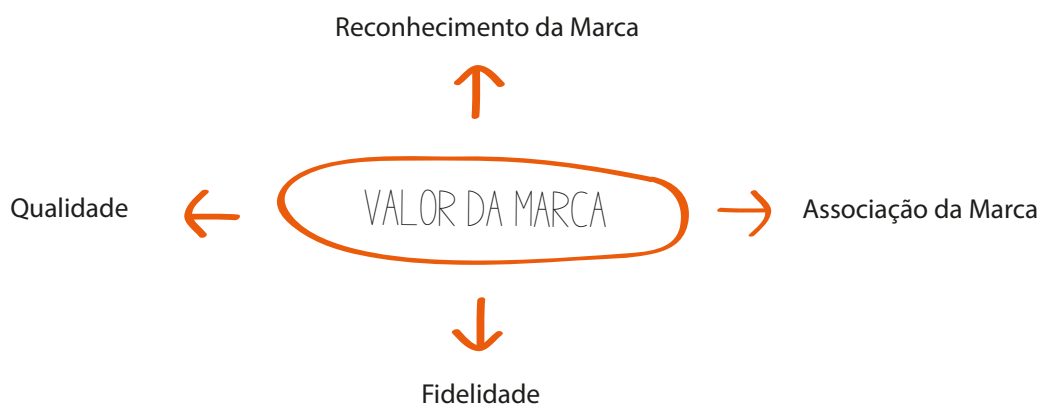 Reconhecimento da Marca
Qualidade
VALOR DA MARCA
Associação da Marca
Fidelidade